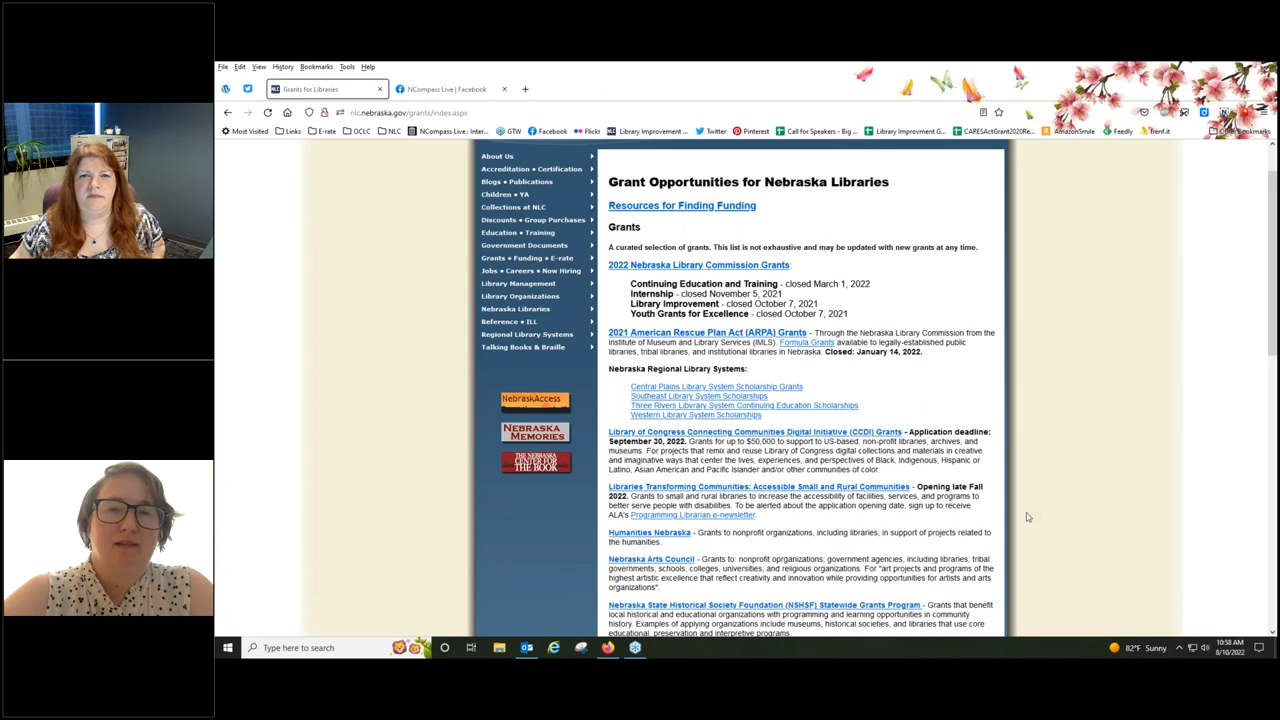 File Edit View History Bookmarks Tools Help
Grants for Libraries
NCompass Live | Facebook
nlc.nebraska.gov/grants/index.aspx
Most Visited Links E-rate OCLC NLC NCompass Live : Inter... GTW Facebook Flickr Library Improvement ... Twitter Pinterest Call for Speakers - Big ... Library Improvment G... CARESActGrant2020Re... AmazonSmile Feedly Bookmarks
About Us
Accreditation • Certification
Blogs • Publications
Children • YA
Collections at NLC
Discounts • Group Purchases
Education • Training
Government Documents
Grants • Funding • E-rate
Jobs • Careers • Now Hiring
Library Management
Library Organizations
Nebraska Libraries
Reference • ILL
Regional Library Systems
Talking Books & Braille
NebraskAccess
NEBRASKA
MEMORIES
THE NEBRASKA
CENTER FOR
THE BOOK
Grant Opportunities for Nebraska Libraries
Resources for Finding Funding
Grants
A curated selection of grants. This list is not exhaustive and may be updated with new grants at any time.
2022 Nebraska Library Commission Grants:
Continuing Education and Training - closed March 1, 2022
Internship - closed November 5, 2021
Library Improvement - closed October 7, 2021
Youth Grants for Excellence - closed October 7, 2021
2021 American Rescue Plan Act (ARPA) Grants - Through the Nebraska Library Commission from the
Institute of Museum and Library Services (IMLS). Formula Grants available to legally-established public
libraries, tribal libraries, and institutional libraries in Nebraska. Closed: January 14, 2022.
Nebraska Regional Library Systems:
Central Plains Library System Scholarship Grants
Southeast Library System Scholarships
Three Rivers Libvrary System Continuing Education Scholarships
Western Library System Scholarships
Library of Congress Connecting Communities Digital Initiative (CCDI) Grants - Application deadline:
September 30, 2022. Grants for up to $50,000 to support to US-based, non-profit libraries, archives, and
museums. For projects that remix and reuse Library of Congress digital collections and materials in creative
and imaginative ways that center the lives, experiences, and perspectives of Black, Indigenous, Hispanic or
Latino, Asian American and Pacific Islander and/or other communities of color.
Libraries Transforming Communities: Accessible Small and Rural Communities - Opening late Fall
2022. Grants to small and rural libraries to increase the accessibility of facilities, services, and programs to
better serve people with disabilities. To be alerted about the application opening date, sign up to receive
ALA's Programming Librarian e-newsletter.
Humanities Nebraska - Grants to nonprofit organizations, including libraries, in support of projects related to
the humanities.
Nebraska Arts Council - Grants to: nonprofit oprganizations; government agencies, including libraries; tribal
governments; schools, colleges, universities; and religious organizations. For "art projects and programs of the
highest artistic excellence that reflect creativity and innovation while providing opportunities for artists and arts
organizations".
Nebraska State Historical Society Foundation (NSHSF) Statewide Grants Program - Grants that benefit
local historical and educational organizations with programming and learning opportunities in community
history. Examples of applying organizations include museums, historical societies, and libraries that use core
educational, preservation and interpretive programs.
Type here to search
82°F Sunny
10:58 AM
8/10/2022